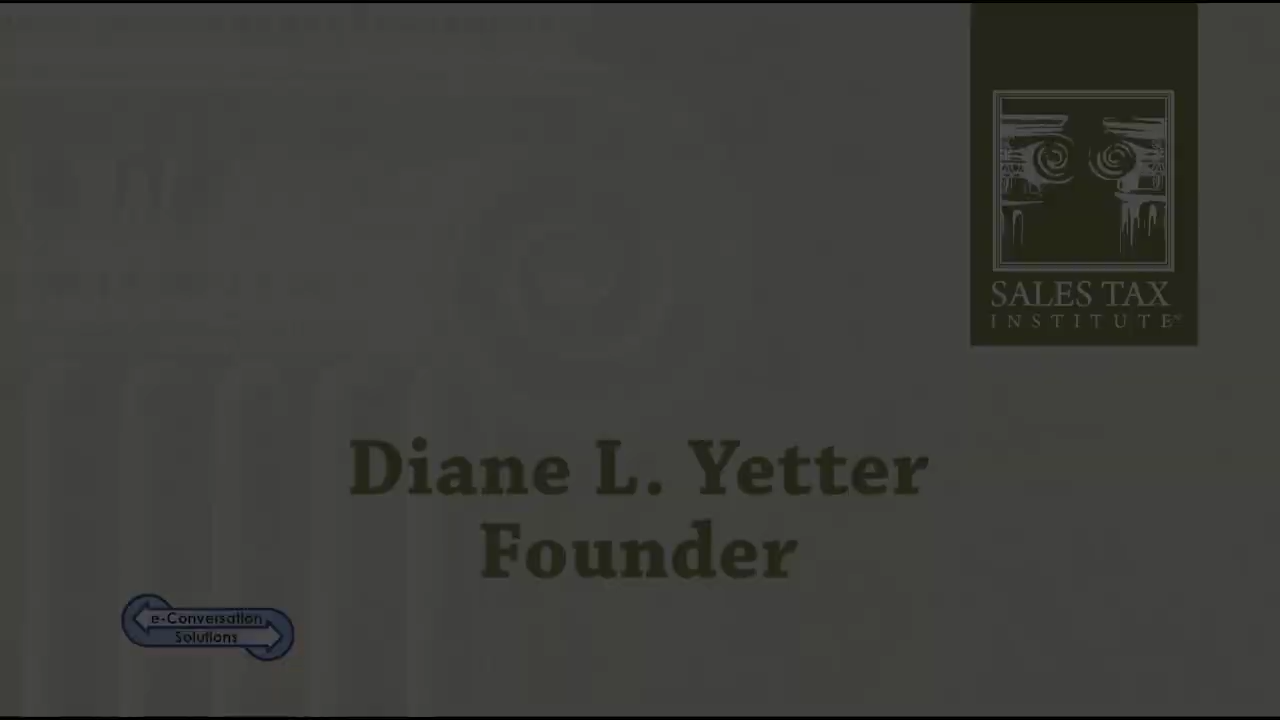 SALES TAX
INSTITUTE
Diane L. Yetter
Founder
e-Conversation
Solutions